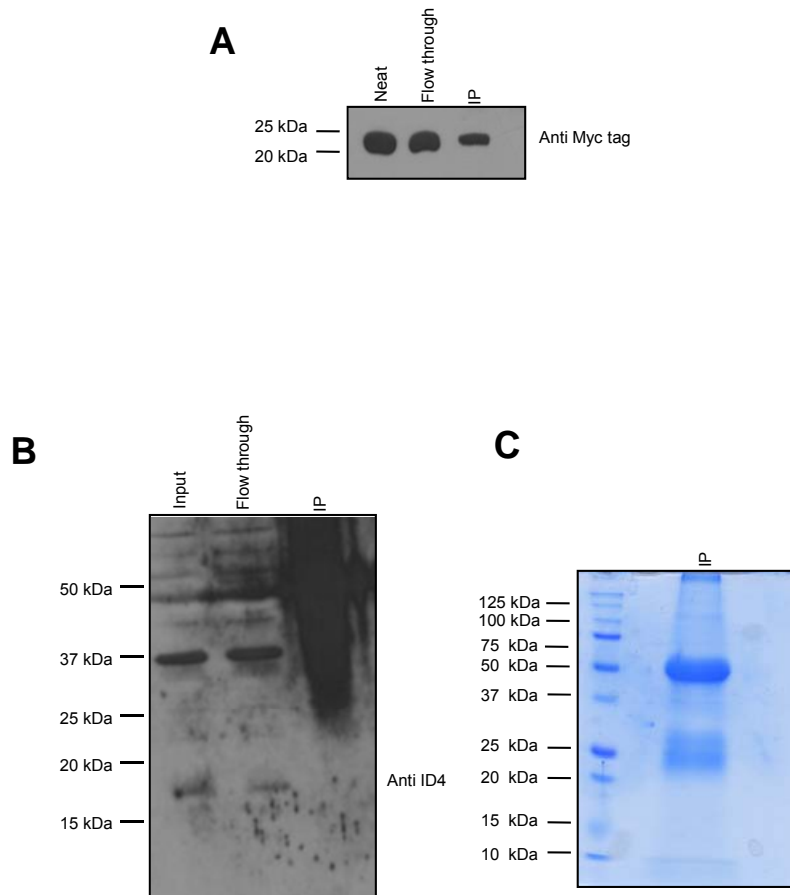 A
Neat
Flow through
IP
25 kDa
20 kDa
Anti Myc tag
B
Input
Flow through
IP
50 kDa
37 kDa
25 kDa
20 kDa
15 kDa
Anti ID4
C
IP
125 kDa
100 kDa
75 kDa
50 kDa
37 kDa
25 kDa
20 kDa
15 kDa
10 kDa